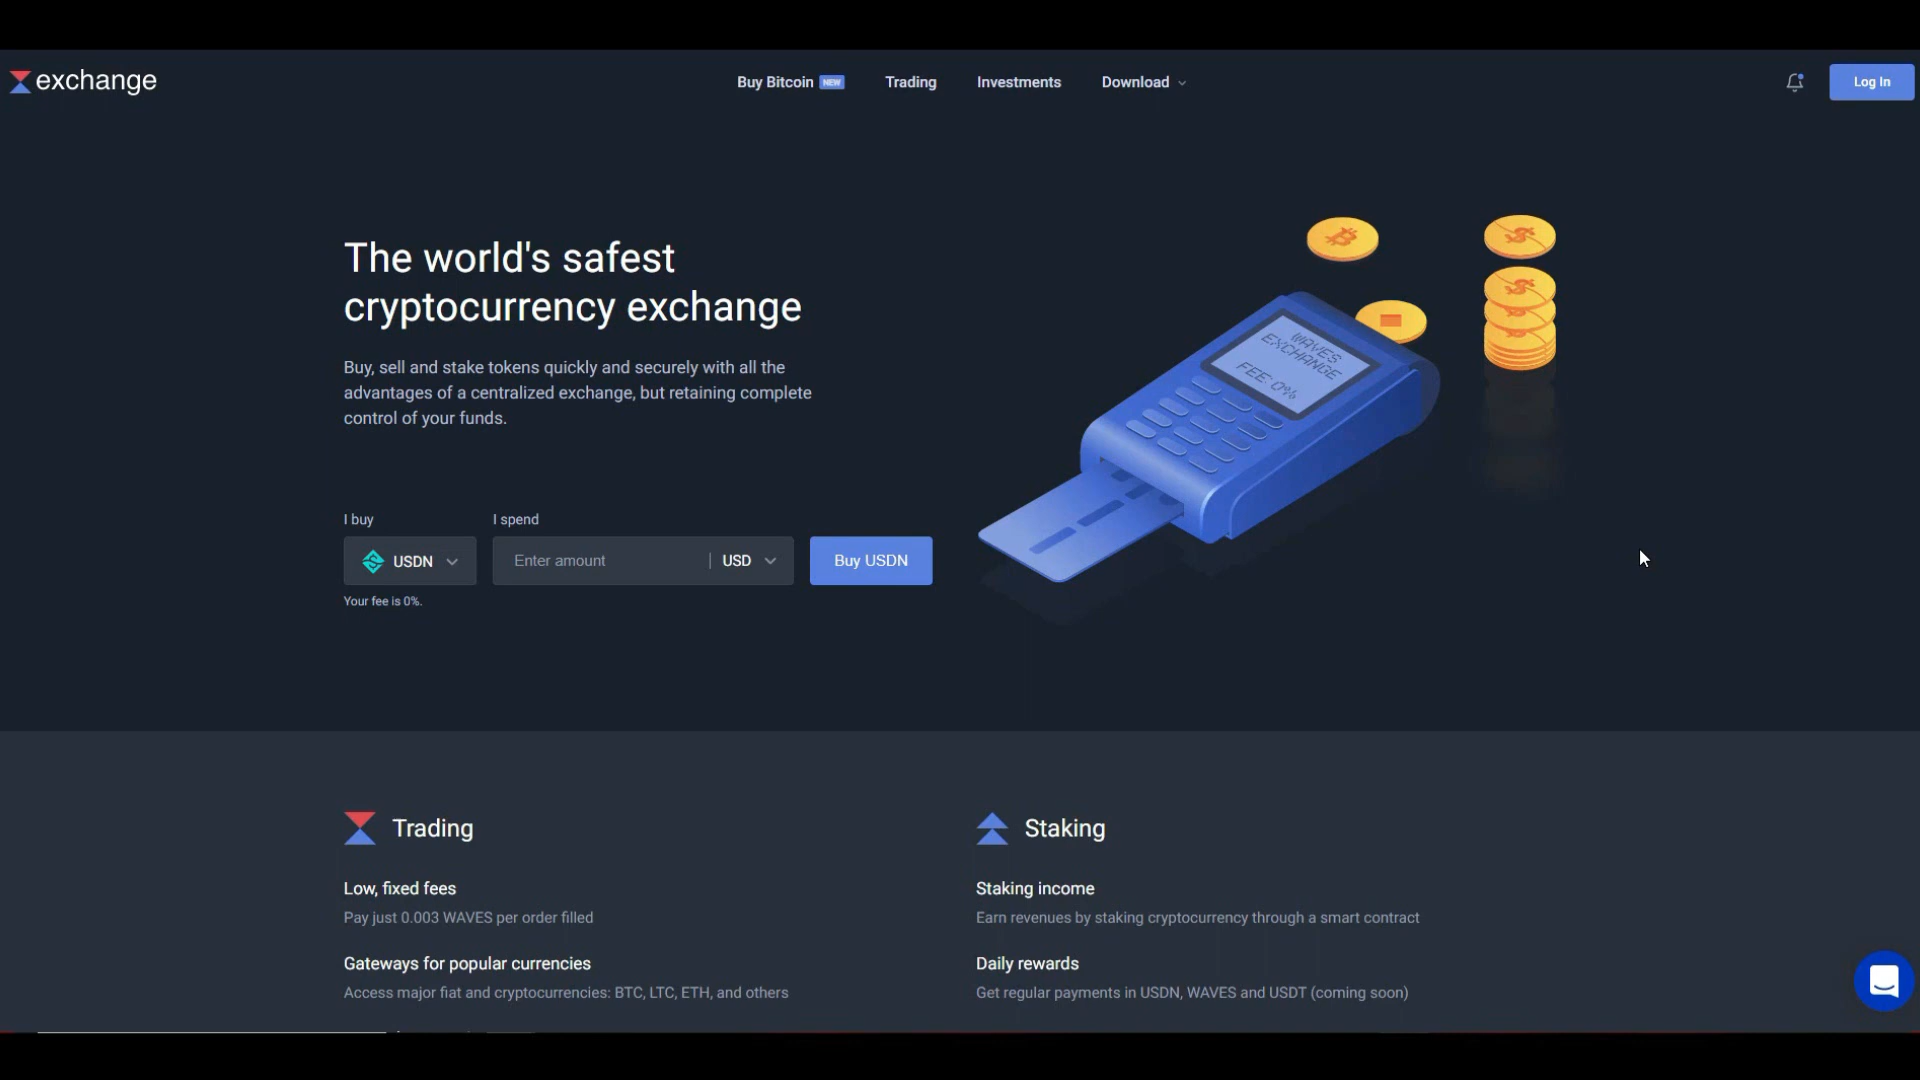 exchange
Buy Bitcoin NEW
Trading
Investments
Download
Log In
The world's safest
cryptocurrency exchange
Buy, sell and stake tokens quickly and securely with all the
advantages of a centralized exchange, but retaining complete
control of your funds.
WAVES
EXCHANGE
FEE: 0%
I buy
I spend
USDN
Enter amount
USD
Buy USDN
Your fee is 0%.
Trading
Low, fixed fees
Pay just 0.003 WAVES per order filled
Gateways for popular currencies
Access major fiat and cryptocurrencies: BTC, LTC, ETH, and others
Staking
Staking income
Earn revenues by staking cryptocurrency through a smart contract
Daily rewards
Get regular payments in USDN, WAVES and USDT (coming soon)